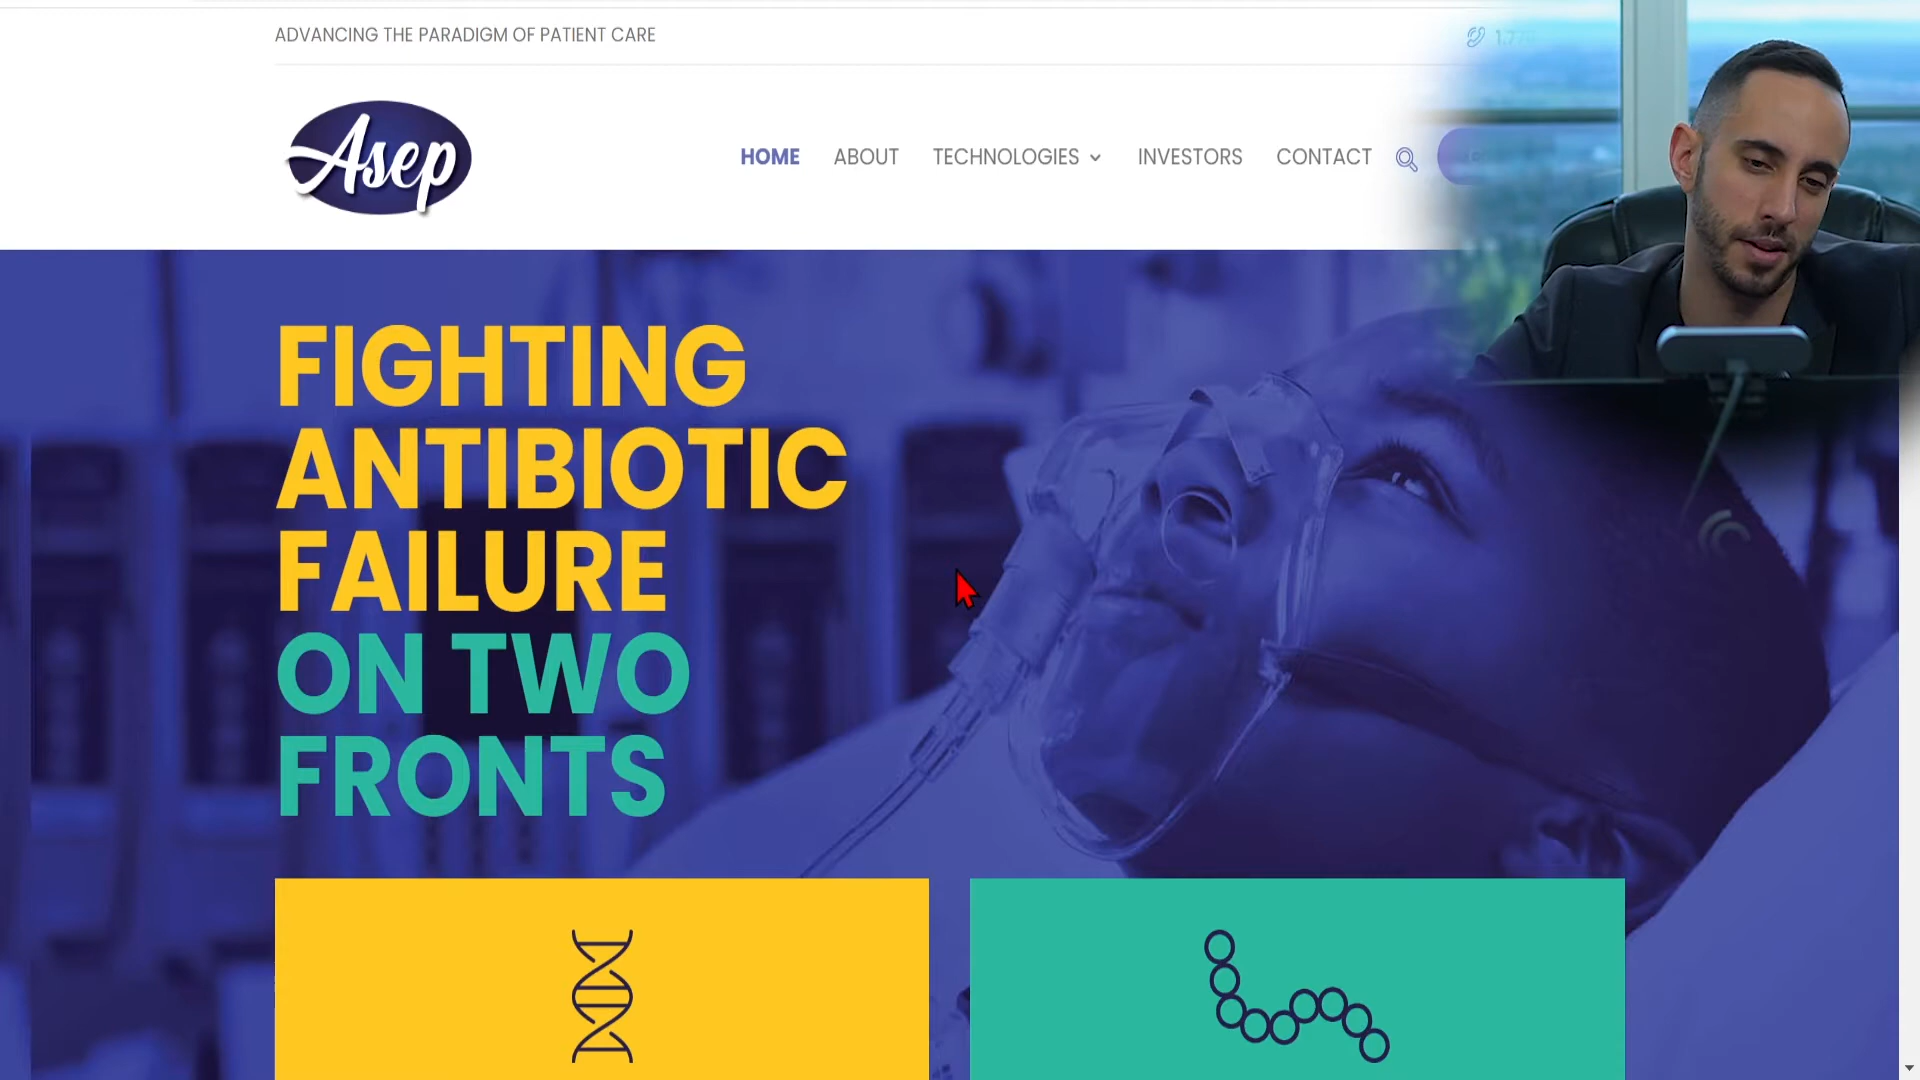 ADVANCING THE PARADIGM OF PATIENT CARE
Asep
HOME
ABOUT
TECHNOLOGIES
INVESTORS
CONTACT
FIGHTING
ANTIBIOTIC
FAILURE
ON TWO
FRONTS